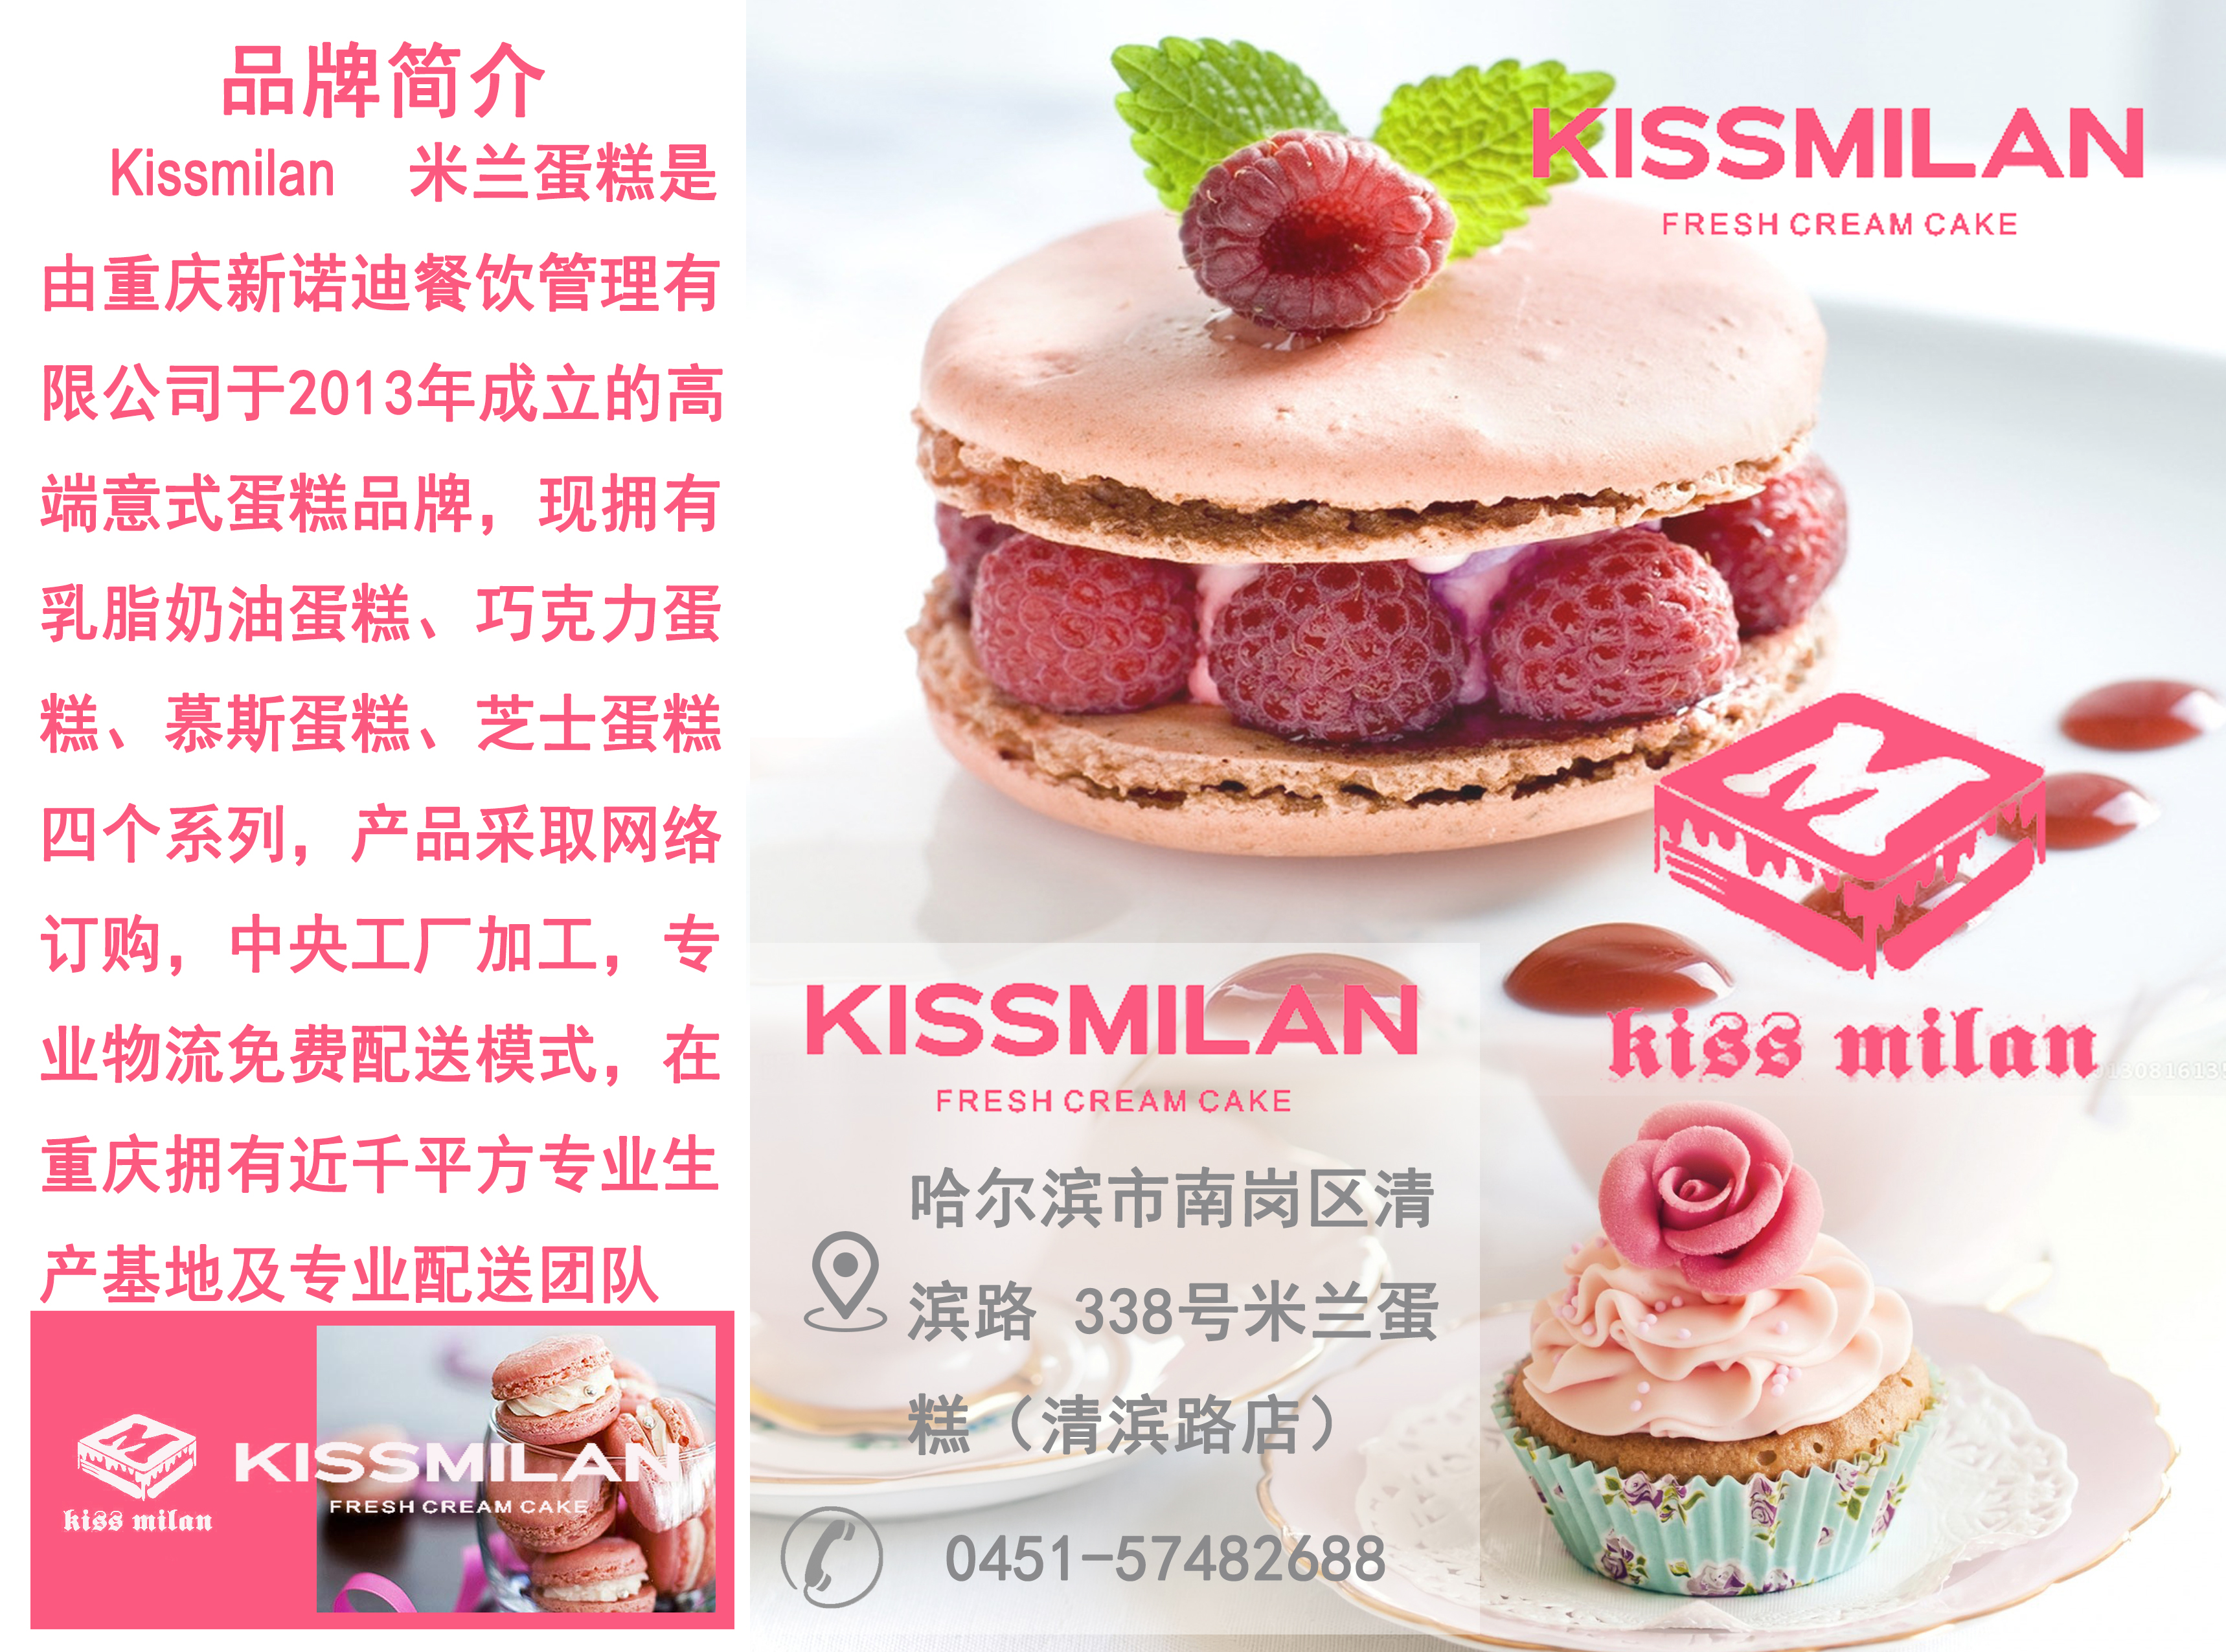 品牌简介
Kissmilan 米兰蛋糕是
由重庆新诺迪餐饮管理有
限公司于2013年成立的高
端意式蛋糕品牌，现拥有
乳脂奶油蛋糕、巧克力蛋
糕、慕斯蛋糕、芝士蛋糕
四个系列，产品采取网络
订购，中央工厂加工，专
业物流免费配送模式，在
重庆拥有近千平方专业生
产基地及专业配送团队
M
kiss milan
KISSMILAN
FRESH CREAM CAKE
KISSMILAN
FRESH CREAM CAKE
哈尔滨市南岗区清
滨路 338号米兰蛋
糕（清滨路店）
0451-57482688
KISSMILAN
FRESH CREAM CAKE
M
kiss milan